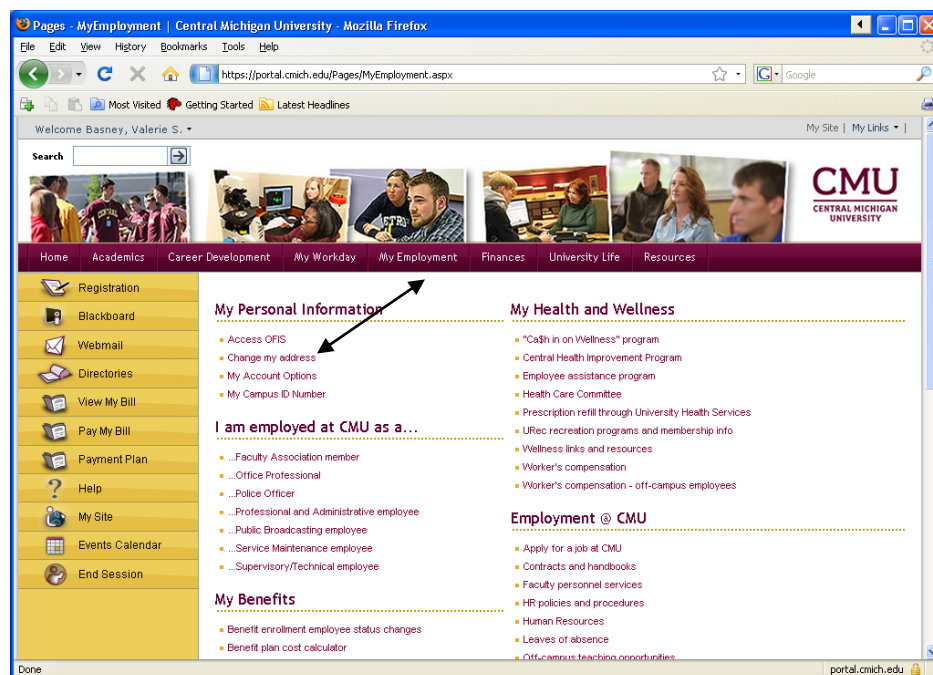 Pages - MyEmployment | Central Michigan University - Mozilla Firefox
File Edit View History Bookmarks Tools Help
https://portal.cmich.edu/Pages/MyEmployment.aspx
G Google
Most Visited Getting Started Latest Headlines
Welcome Basney, Valerie S.
My Site | My Links |
Search
CMU
CENTRAL MICHIGAN
UNIVERSITY
Home Academics Career Development My Workday My Employment Finances University Life Resources
Registration
Blackboard
Webmail
Directories
View My Bill
Pay My Bill
Payment Plan
Help
My Site
Events Calendar
End Session
My Personal Information
Access OFIS
Change my address
My Account Options
My Campus ID Number
I am employed at CMU as a...
...Faculty Association member
...Office Professional
...Police Officer
...Professional and Administrative employee
...Public Broadcasting employee
...Service Maintenance employee
...Supervisory/Technical employee
My Benefits
Benefit enrollment employee status changes
Benefit plan cost calculator
My Health and Wellness
"Ca$h in on Wellness" program
Central Health Improvement Program
Employee assistance program
Health Care Committee
Prescription refill through University Health Services
URec recreation programs and membership info
Wellness links and resources
Worker's compensation
Worker's compensation - off-campus employees
Employment @ CMU
Apply for a job at CMU
Contracts and handbooks
Faculty personnel services
HR policies and procedures
Human Resources
Leaves of absence
Off-campus teaching opportunities
Done
portal.cmich.edu